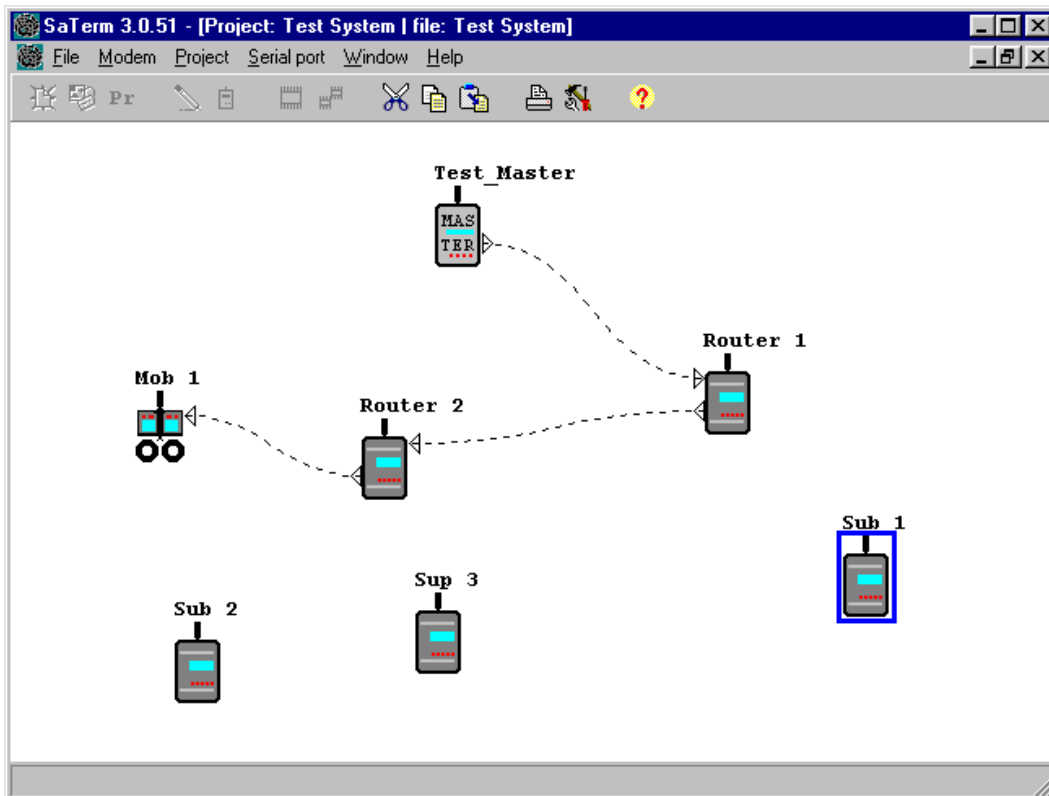 SaTerm 3.0.51 - [Project: Test System | file: Test System]
File Modem Project Serial port Window Help
Pr ?
Test_Master
MAS
TER
Router 1
Mob 1
Router 2
Sub 1
Sup 3
Sub 2